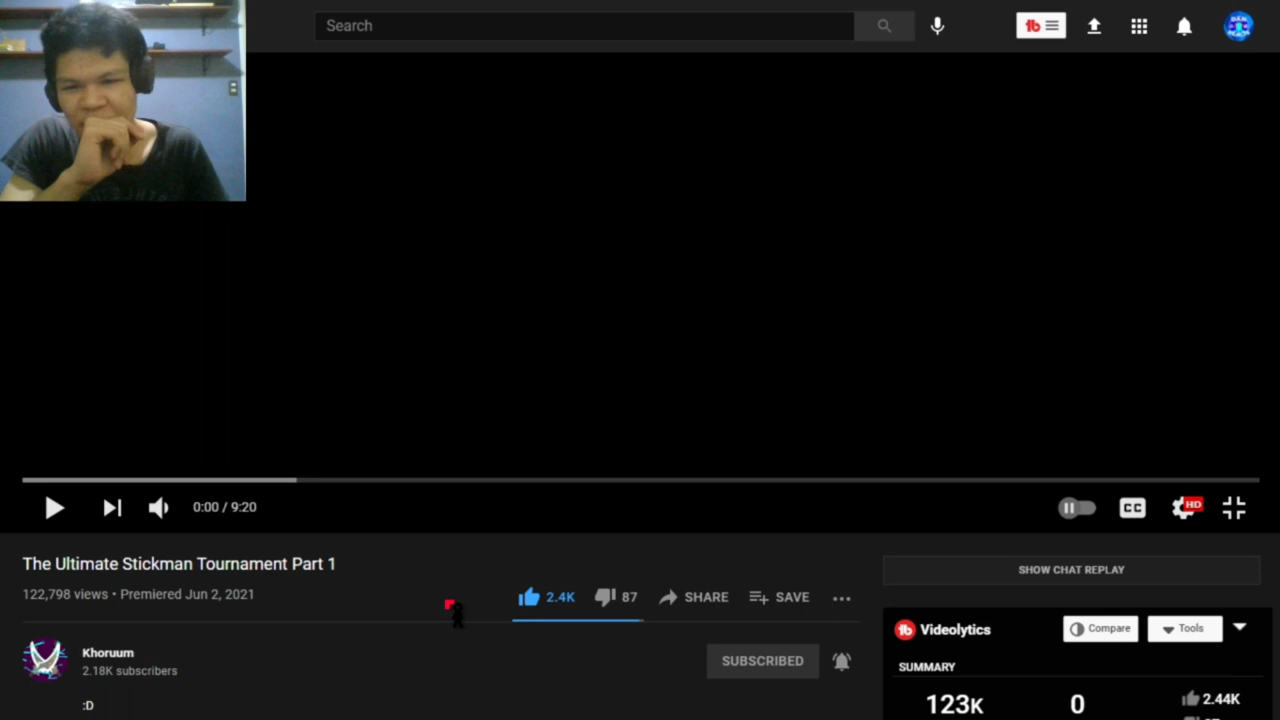 Search
0:00 / 9:20
CC
HD
The Ultimate Stickman Tournament Part 1
122,798 views • Premiered Jun 2, 2021
2.4K
87
SHARE
SAVE
SHOW CHAT REPLAY
Khoruum
2.18K subscribers
SUBSCRIBED
:D
Videolytics
Compare
Tools
SUMMARY
123K
0
2.44K